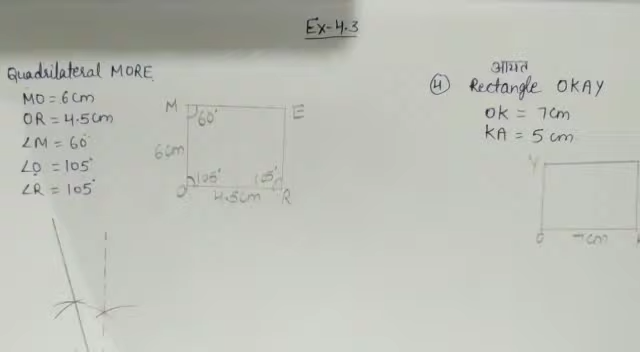 Ex-4.3
Quadrilateral MORE
MO = 6cm
OR = 4.5cm
∠M = 60°
∠O = 105°
∠R = 105°
M
E
60°
6cm
105°
105°
O
4.5cm
R
आयत
4 Rectangle OKAY
OK = 7cm
KA = 5 cm
Y
O
7cm